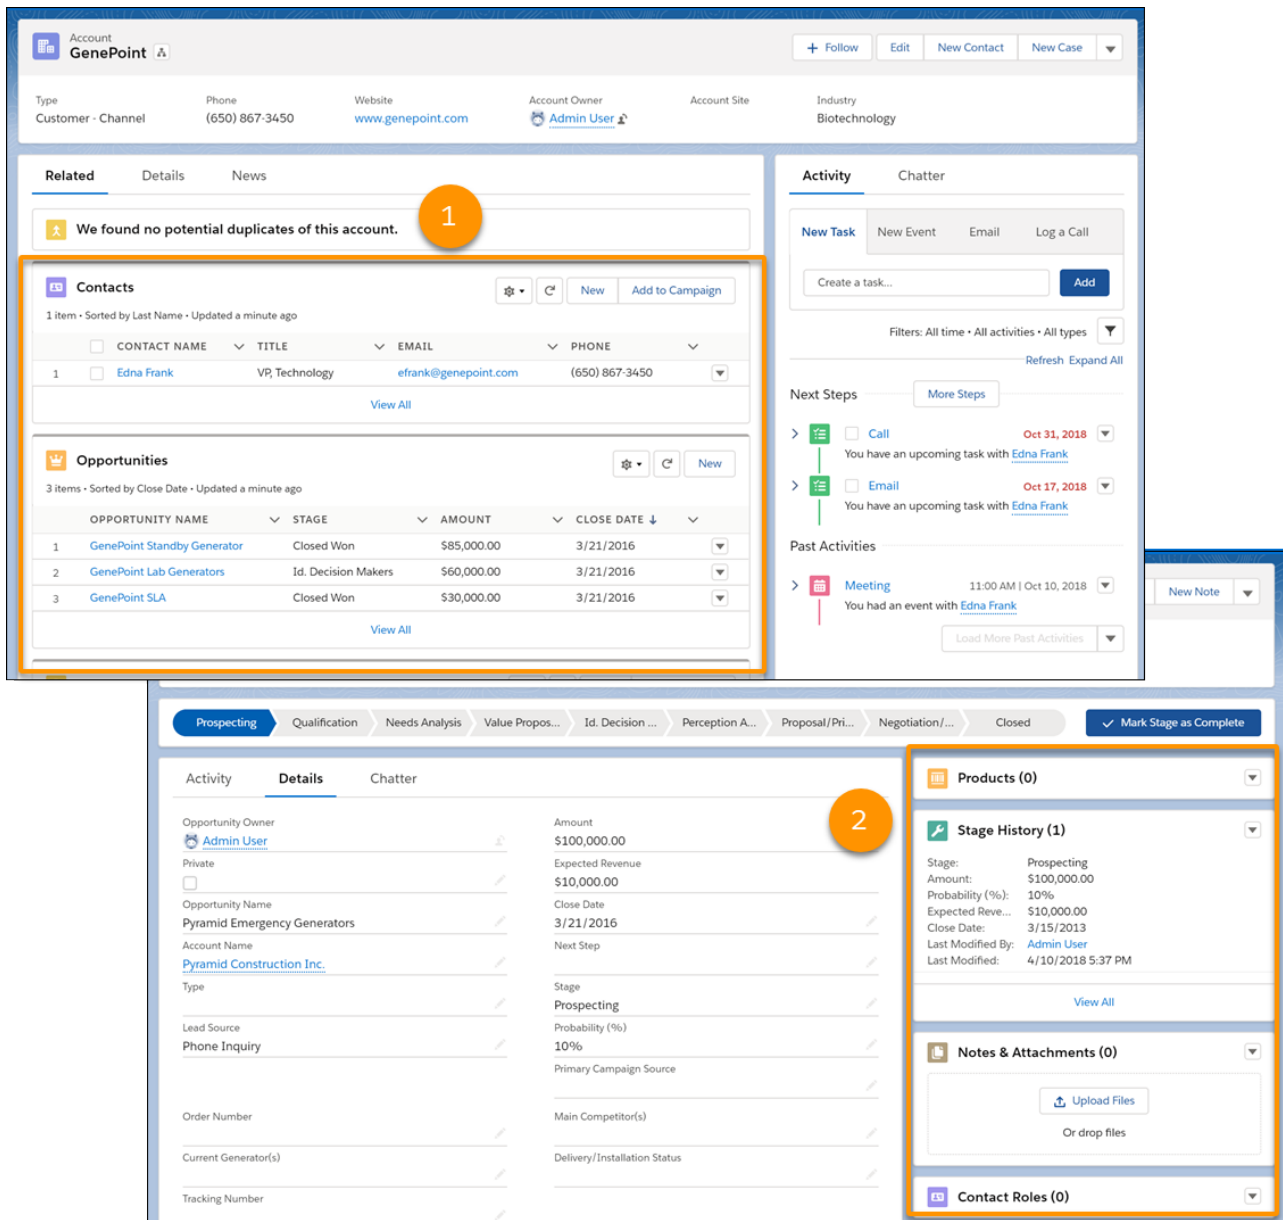 Account
GenePoint
+ Follow Edit New Contact New Case
Type Phone Website Account Owner Account Site Industry
Customer - Channel (650) 867-3450 www.genepoint.com Admin User Biotechnology
Related Details News
1
We found no potential duplicates of this account.
Contacts
New Add to Campaign
1 item • Sorted by Last Name • Updated a minute ago
CONTACT NAME TITLE EMAIL PHONE
1 Edna Frank VP, Technology efrank@genepoint.com (650) 867-3450
View All
Opportunities
New
3 items • Sorted by Close Date • Updated a minute ago
OPPORTUNITY NAME STAGE AMOUNT CLOSE DATE
1 GenePoint Standby Generator Closed Won $85,000.00 3/21/2016
2 GenePoint Lab Generators Id. Decision Makers $60,000.00 3/21/2016
3 GenePoint SLA Closed Won $30,000.00 3/21/2016
View All
Activity Chatter
New Task New Event Email Log a Call
Create a task... Add
Filters: All time • All activities • All types
Refresh Expand All
Next Steps More Steps
Call Oct 31, 2018
You have an upcoming task with Edna Frank
Email Oct 17, 2018
You have an upcoming task with Edna Frank
Past Activities
Meeting 11:00 AM | Oct 10, 2018
You had an event with Edna Frank
Load More Past Activities
New Note
Prospecting Qualification Needs Analysis Value Propos... Id. Decision ... Perception A... Proposal/Pri... Negotiation/... Closed Mark Stage as Complete
Activity Details Chatter
2
Opportunity Owner Amount
Admin User $100,000.00
Private Expected Revenue
$10,000.00
Opportunity Name Close Date
Pyramid Emergency Generators 3/21/2016
Account Name Next Step
Pyramid Construction Inc.
Type Stage
Prospecting
Lead Source Probability (%)
Phone Inquiry 10%
Primary Campaign Source
Order Number Main Competitor(s)
Current Generator(s) Delivery/Installation Status
Tracking Number
Products (0)
Stage History (1)
Stage: Prospecting
Amount: $100,000.00
Probability (%): 10%
Expected Reve... $10,000.00
Close Date: 3/15/2013
Last Modified By: Admin User
Last Modified: 4/10/2018 5:37 PM
View All
Notes & Attachments (0)
Upload Files
Or drop files
Contact Roles (0)